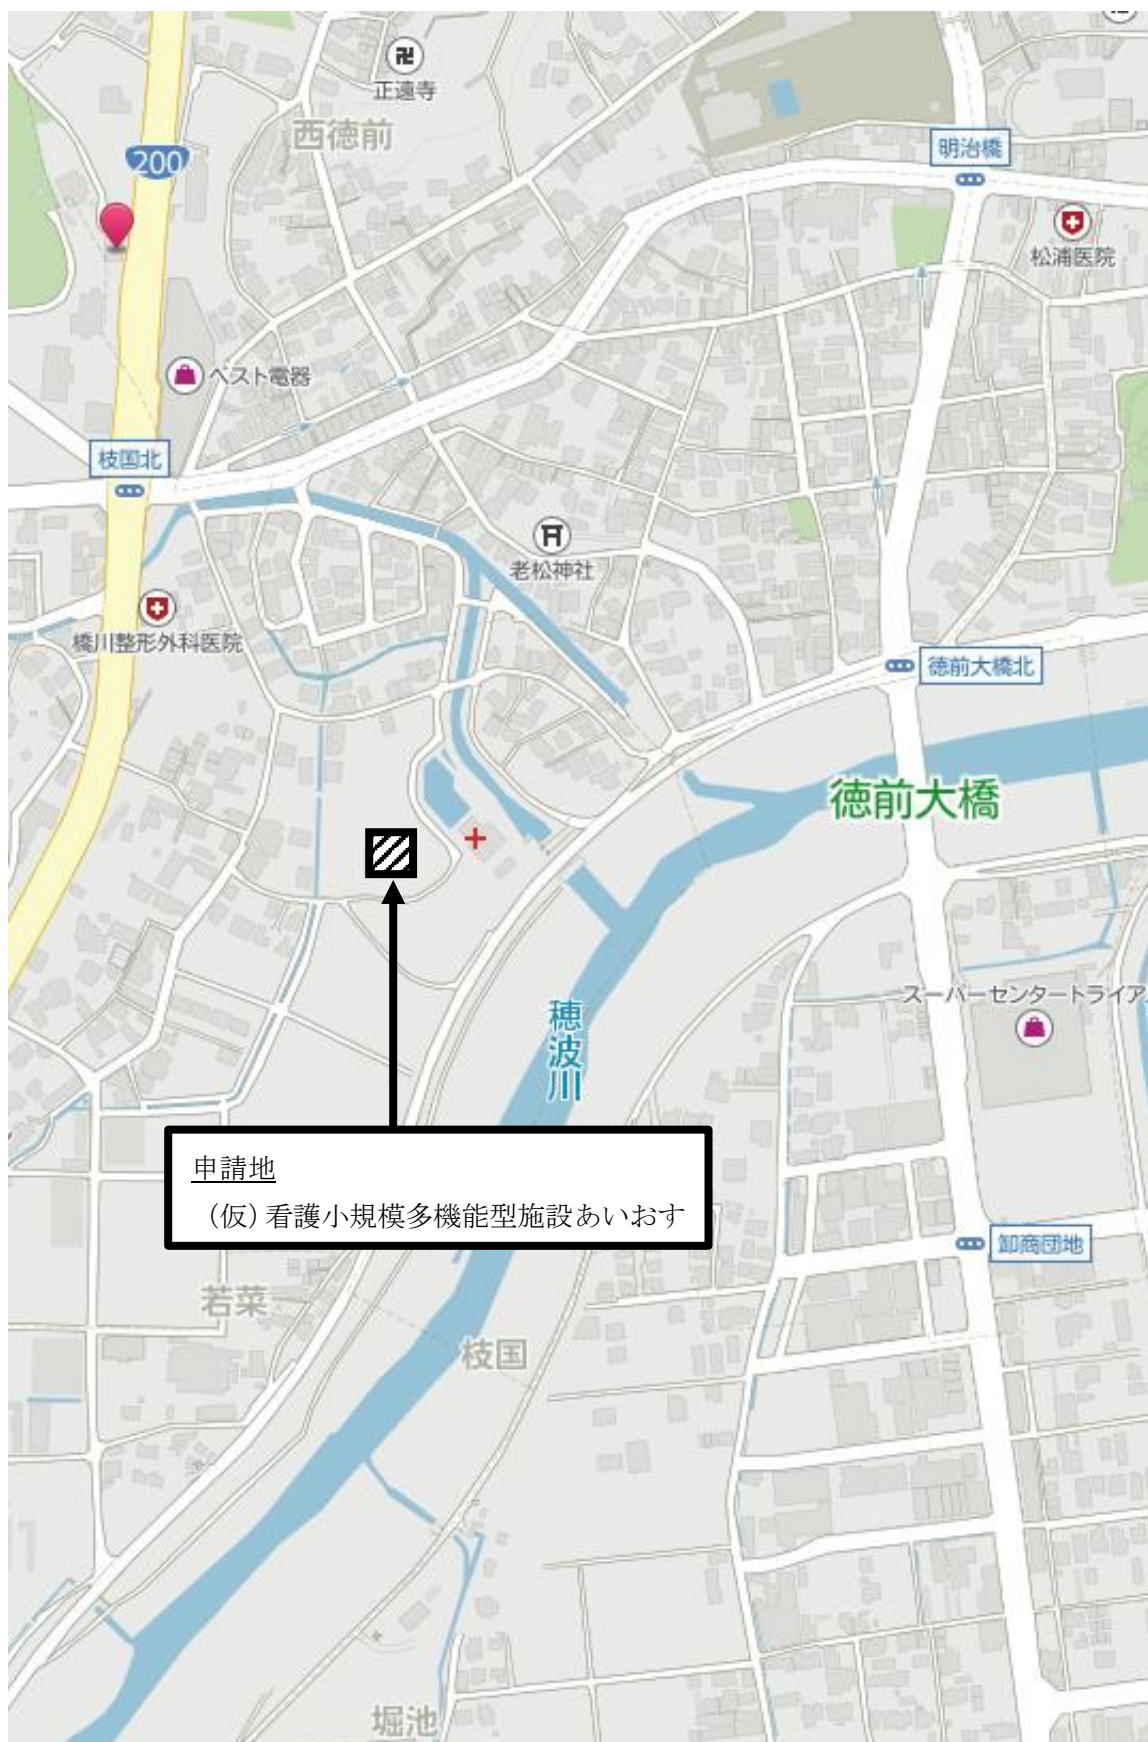 正遠寺
西徳前
200
明治橋
松浦医院
ベスト電器
枝国北
老松神社
橋川整形外科医院
徳前大橋北
徳前大橋
スーパーセンタートライア
穂波川
申請地
（仮）看護小規模多機能型施設あいおす
卸商団地
若菜
枝国
堀池